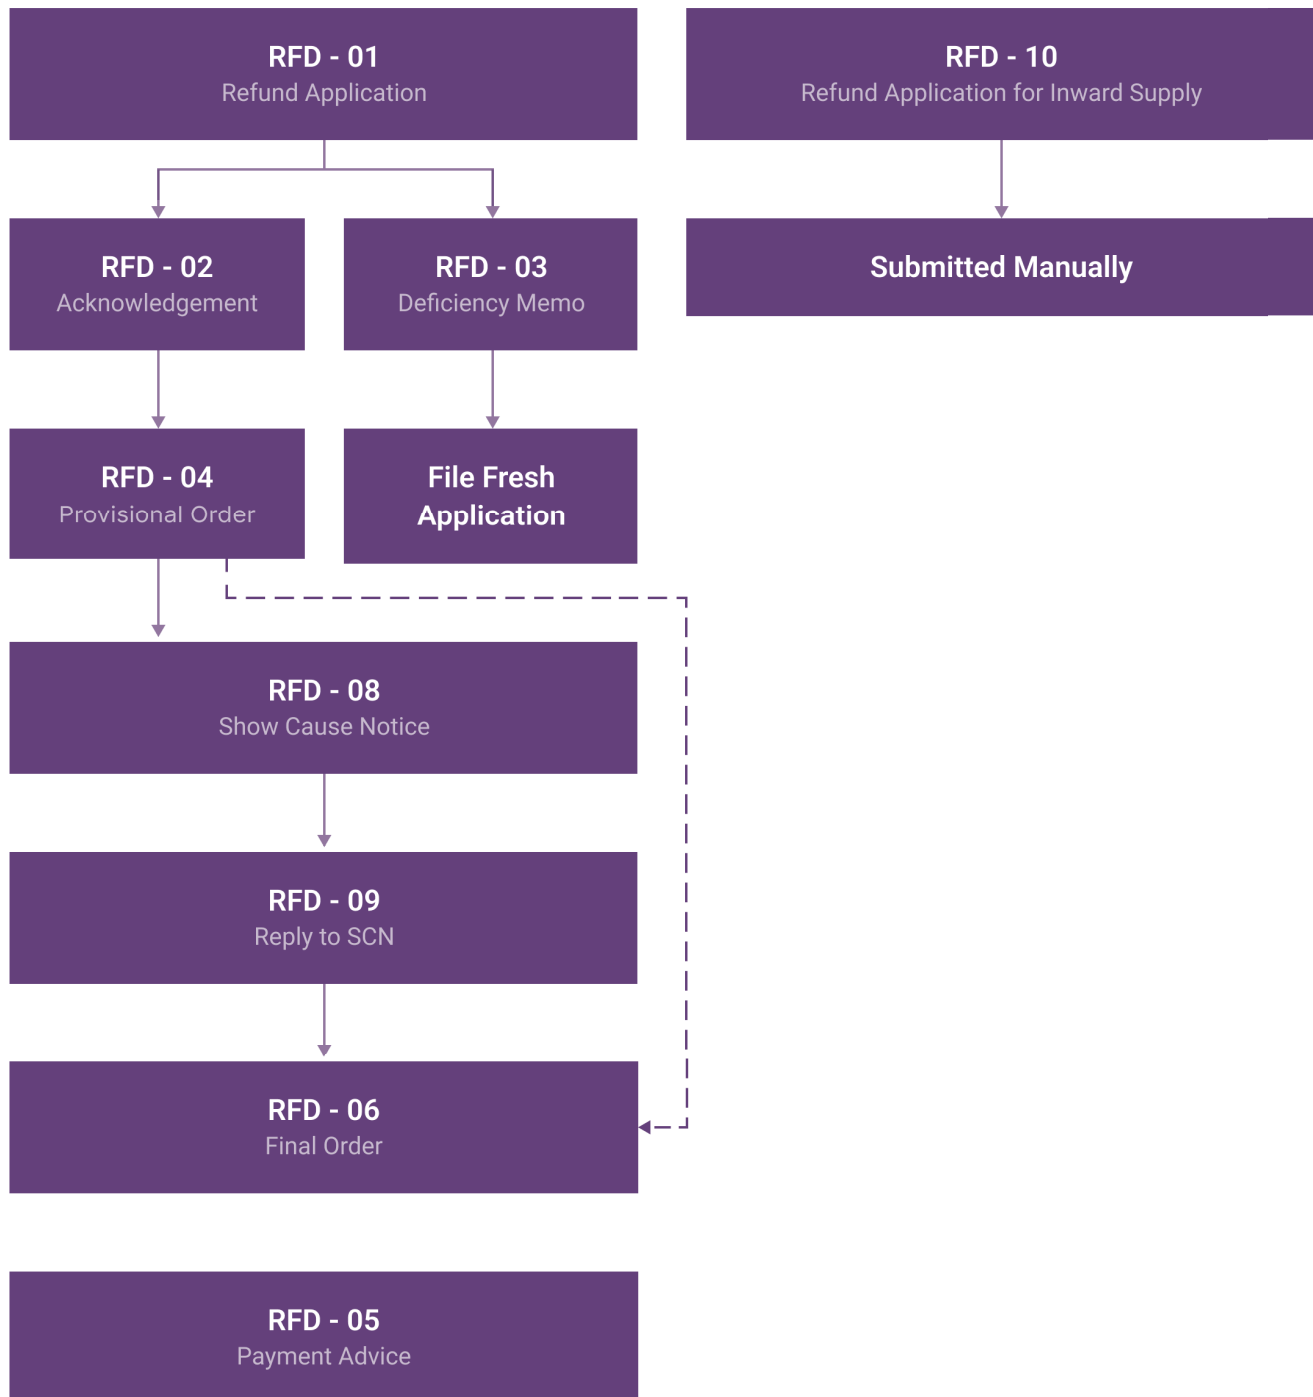 RFD - 01
Refund Application
RFD - 10
Refund Application for Inward Supply
RFD - 02
Acknowledgement
RFD - 03
Deficiency Memo
Submitted Manually
RFD - 04
Provisional Order
File Fresh
Application
RFD - 08
Show Cause Notice
RFD - 09
Reply to SCN
RFD - 06
Final Order
RFD - 05
Payment Advice